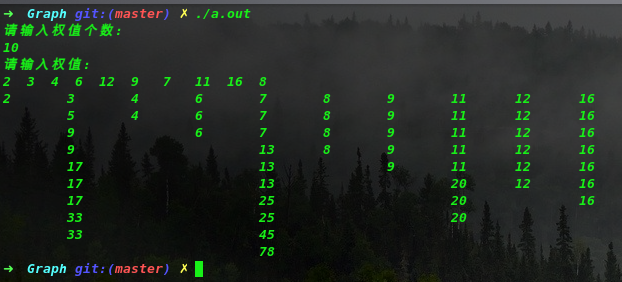 ➜  Graph git:(master) ✗ ./a.out
请输入权值个数:
10
请输入权值:
2 3 4 6 12 9 7 11 16 8
2 3 4 6 7 8 9 11 12 16
5 4 6 7 8 9 11 12 16
9 6 7 8 9 11 12 16
9 13 8 9 11 12 16
17 13 9 11 12 16
17 13 20 12 16
17 25 20 16
33 25 20
33 45
78
➜  Graph git:(master) ✗